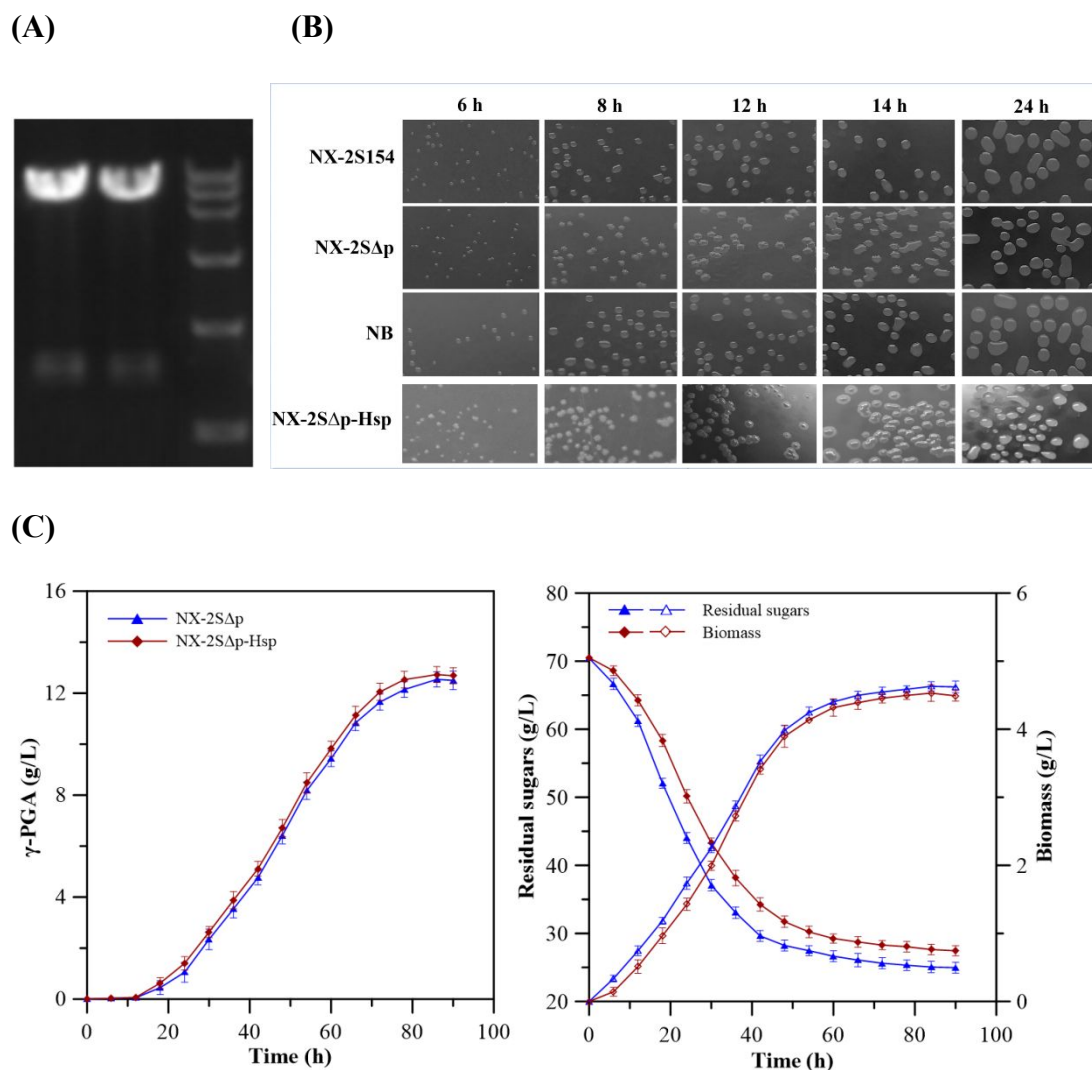 (A)
(B)
6 h 8 h 12 h 14 h 24 h
NX-2S154
NX-2SΔp
NB
NX-2SΔp-Hsp
(C)
γ-PGA (g/L)
16
12
8
4
0
0 20 40 60 80 100
Time (h)
NX-2SΔp
NX-2SΔp-Hsp
Residual sugars (g/L)
80
70
60
50
40
30
20
0 20 40 60 80 100
Time (h)
Residual sugars
Biomass
6
4
2
0
Biomass (g/L)